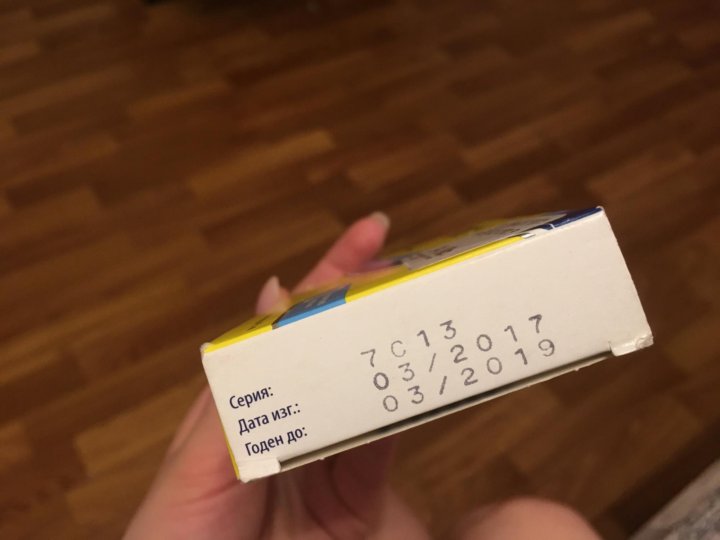 Серия: 7C13
Дата изг.: 03/2017
Годен до: 03/2019